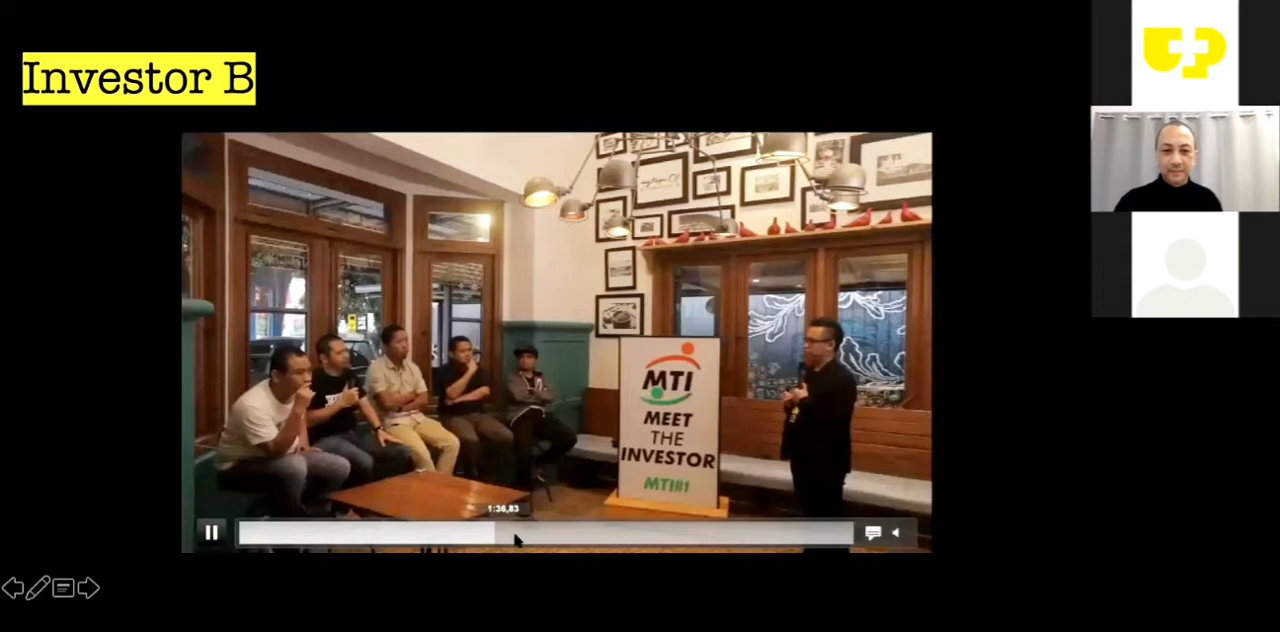 Investor B
MTI
MEET
THE
INVESTOR
MTI#1
1:36,83